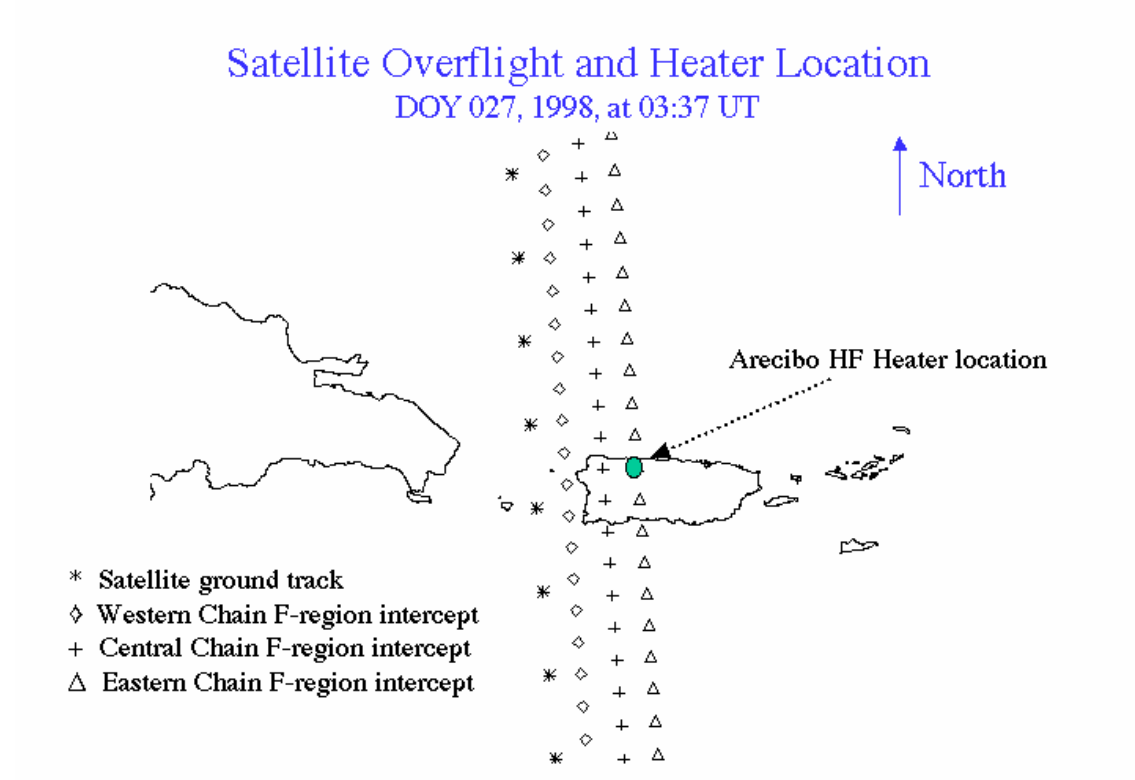 Satellite Overflight and Heater Location
DOY 027, 1998, at 03:37 UT
North
Arecibo HF Heater location
* Satellite ground track
◊ Western Chain F-region intercept
+ Central Chain F-region intercept
△ Eastern Chain F-region intercept